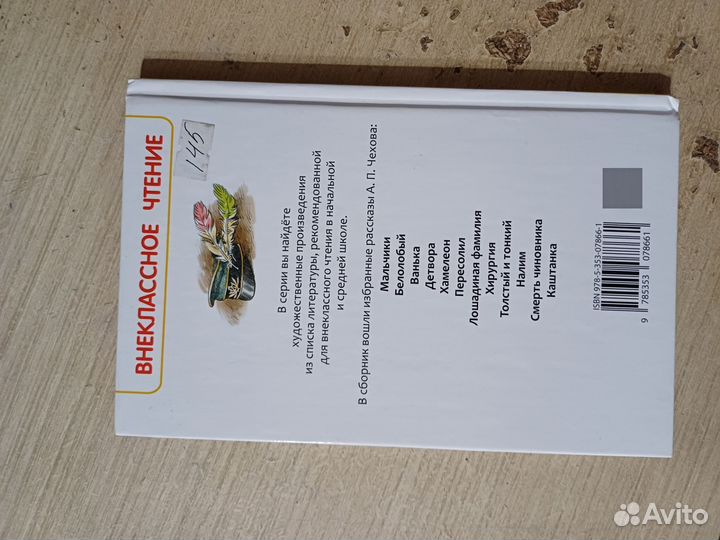 ВНЕКЛАССНОЕ ЧТЕНИЕ
145
В серии вы найдёте
художественные произведения
из списка литературы, рекомендованной
для внеклассного чтения в начальной
и средней школе.
В сборник вошли избранные рассказы А. П. Чехова:
Мальчики
Белолобый
Ванька
Детвора
Хамелеон
Пересолил
Лошадиная фамилия
Хирургия
Толстый и тонкий
Налим
Смерть чиновника
Каштанка
ISBN 978-5-353-07866-1
9 785353 078661
Avito